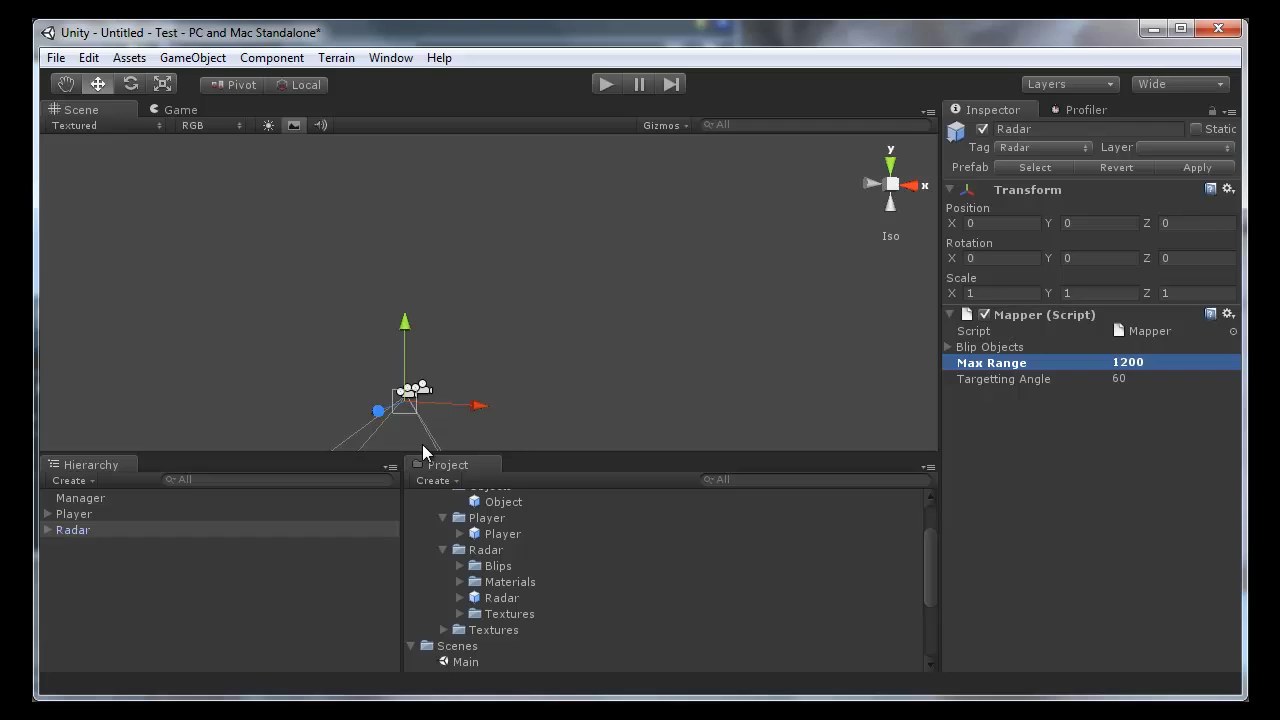 Unity - Untitled - Test - PC and Mac Standalone*
File Edit Assets GameObject Component Terrain Window Help
Pivot Local Layers Wide
Scene Game
Textured RGB Gizmos All
y
x
Iso
Inspector Profiler
Radar Static
Tag Radar Layer
Prefab Select Revert Apply
Transform
Position
X 0 Y 0 Z 0
Rotation
X 0 Y 0 Z 0
Scale
X 1 Y 1 Z 1
Mapper (Script)
Script Mapper
Blip Objects
Max Range 1200
Targetting Angle 60
Hierarchy
Create All
Manager
Player
Radar
Project
Create All
Objects
Object
Player
Player
Radar
Blips
Materials
Radar
Textures
Textures
Scenes
Main